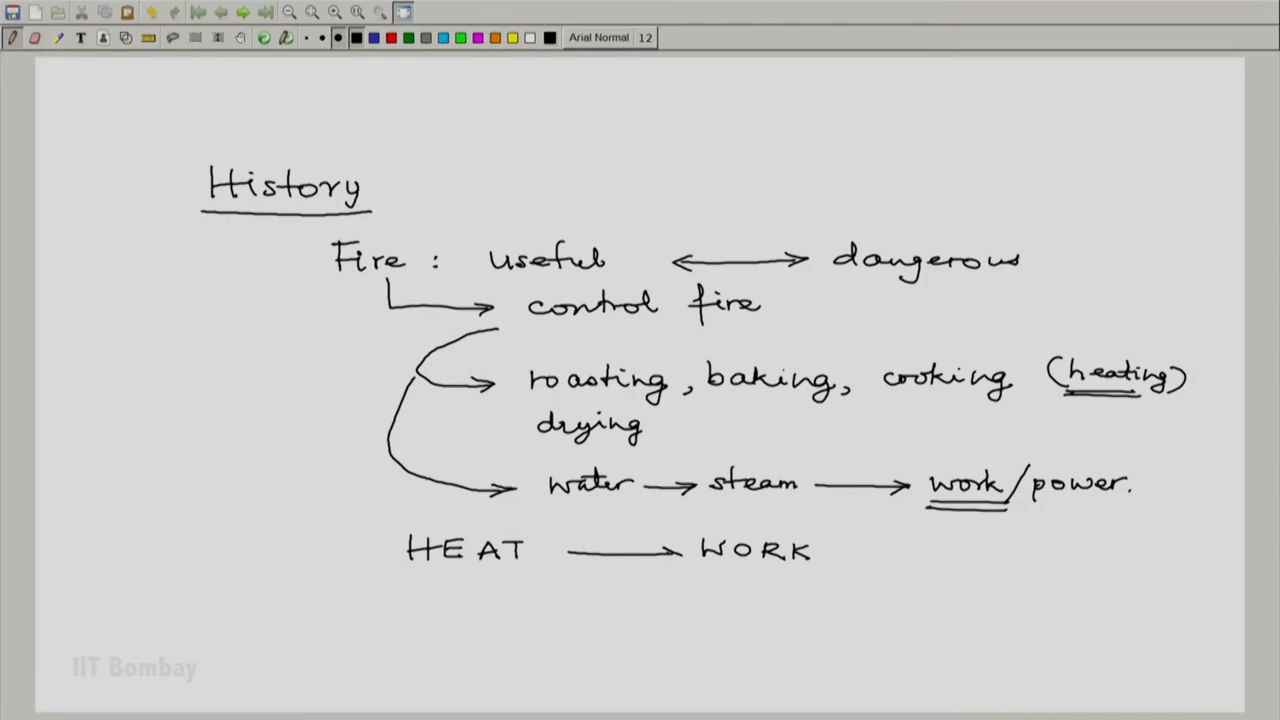 T Arial Normal 12
History
Fire : useful ⟷ dangerous
control fire
roasting, baking, cooking (heating)
drying
water → steam → work/power.
HEAT → WORK
IIT Bombay